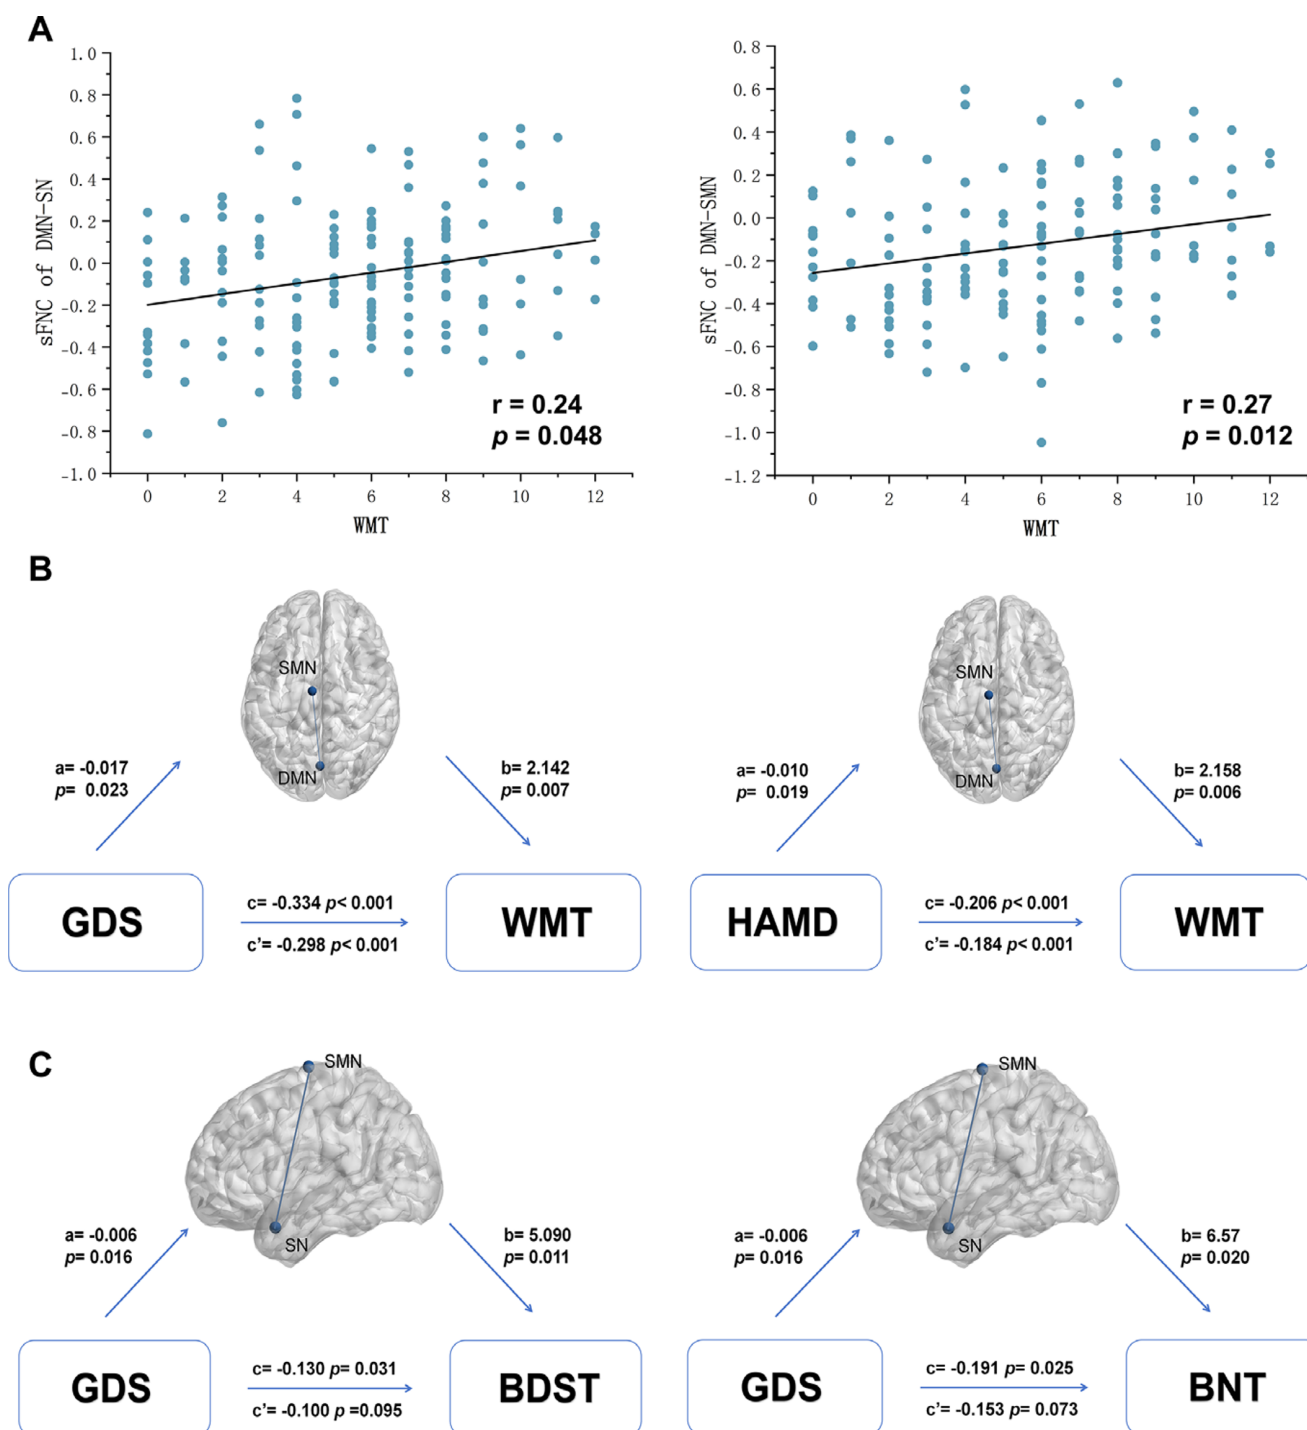 A
1.0
0.8
0.6
0.4
0.2
0.0
-0.2
-0.4
-0.6
-0.8
-1.0
sFNC of DMN-SN
0 2 4 6 8 10 12
WMT
r = 0.24
p = 0.048
0.8
0.6
0.4
0.2
0.0
-0.2
-0.4
-0.6
-0.8
-1.0
-1.2
sFNC of DMN-SMN
0 2 4 6 8 10 12
WMT
r = 0.27
p = 0.012
B
SMN
DMN
a= -0.017
p= 0.023
b= 2.142
p= 0.007
GDS
c= -0.334 p< 0.001
c’= -0.298 p< 0.001
WMT
SMN
DMN
a= -0.010
p= 0.019
b= 2.158
p= 0.006
HAMD
c= -0.206 p< 0.001
c’= -0.184 p< 0.001
WMT
C
SMN
SN
a= -0.006
p= 0.016
b= 5.090
p= 0.011
GDS
c= -0.130 p= 0.031
c’= -0.100 p =0.095
BDST
SMN
SN
a= -0.006
p= 0.016
b= 6.57
p= 0.020
GDS
c= -0.191 p= 0.025
c’= -0.153 p= 0.073
BNT